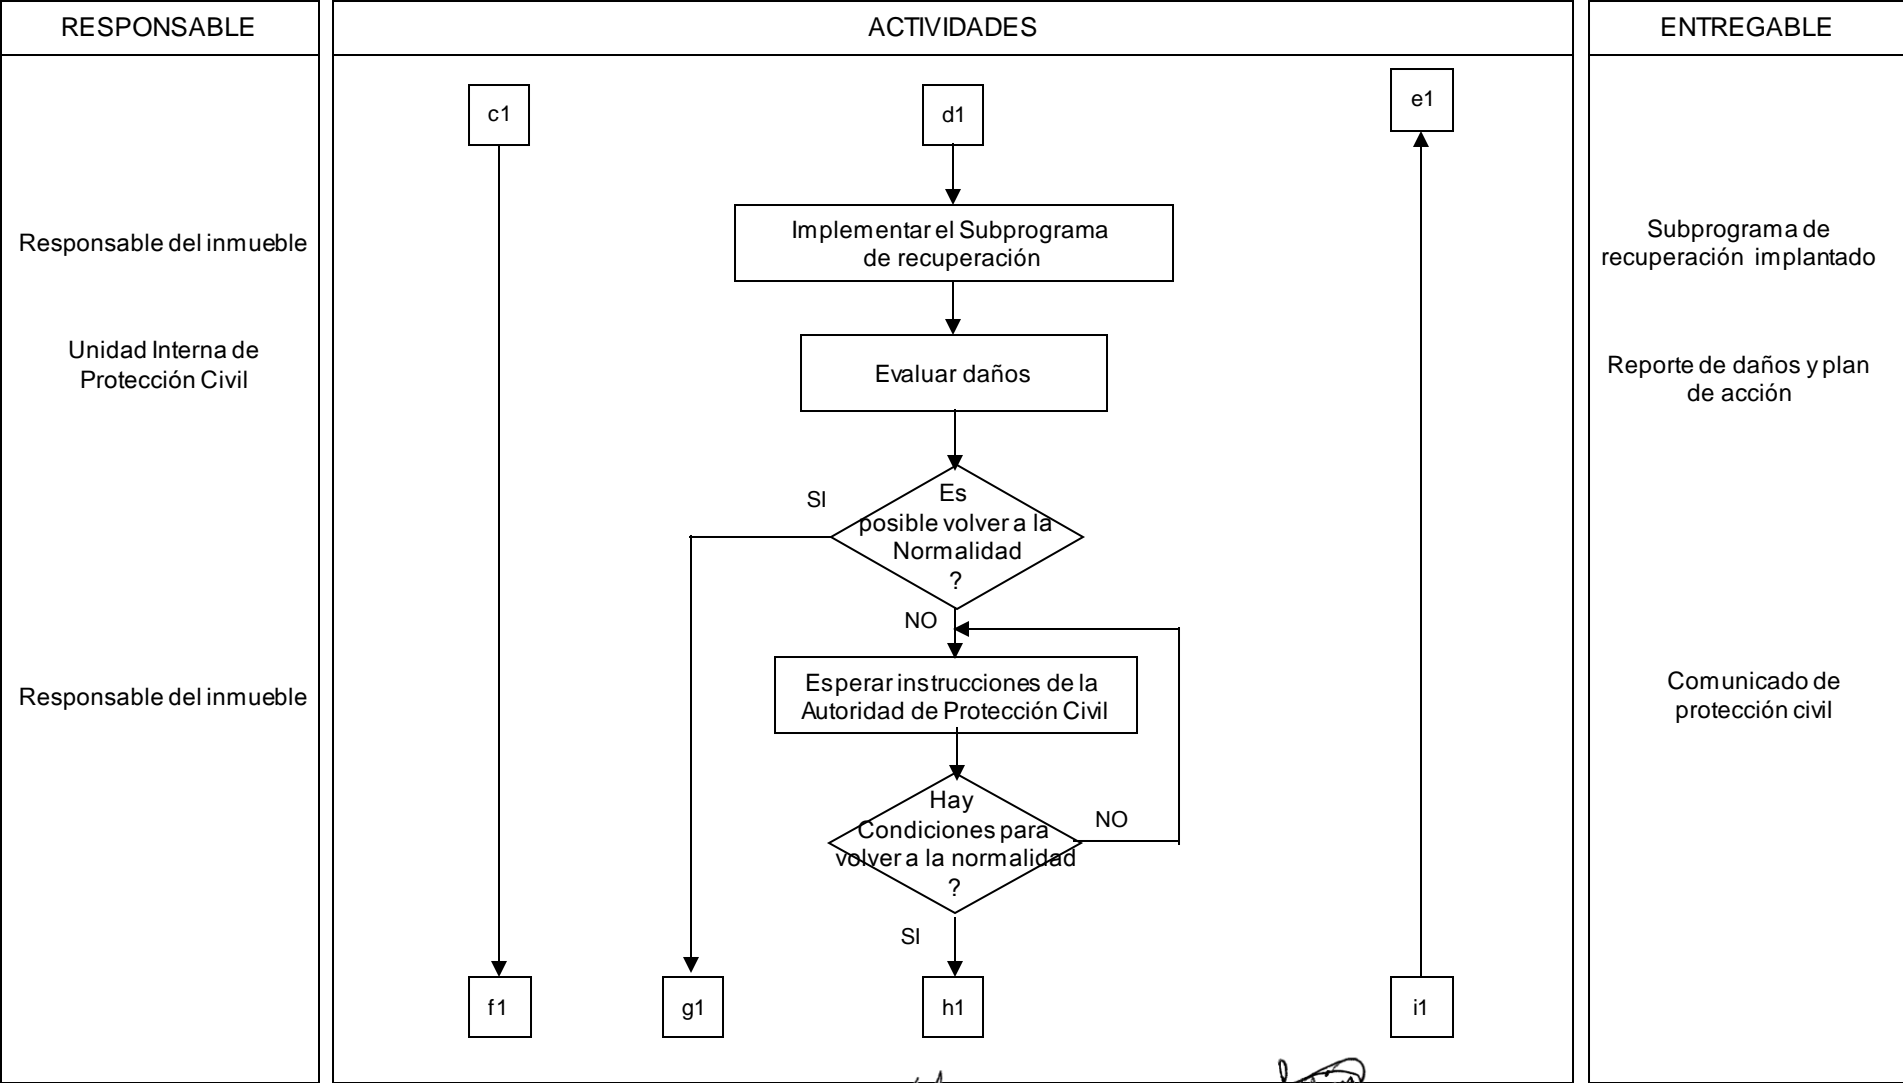 RESPONSABLE
ACTIVIDADES
ENTREGABLE
c1
d1
e1
Responsable del inmueble
Implementar el Subprograma
de recuperación
Subprograma de
recuperación implantado
Unidad Interna de
Protección Civil
Evaluar daños
Reporte de daños y plan
de acción
SI
Es
posible volver a la
Normalidad
?
NO
Responsable del inmueble
Esperar instrucciones de la
Autoridad de Protección Civil
Comunicado de
protección civil
Hay
Condiciones para
volver a la normalidad
?
NO
SI
f1
g1
h1
i1